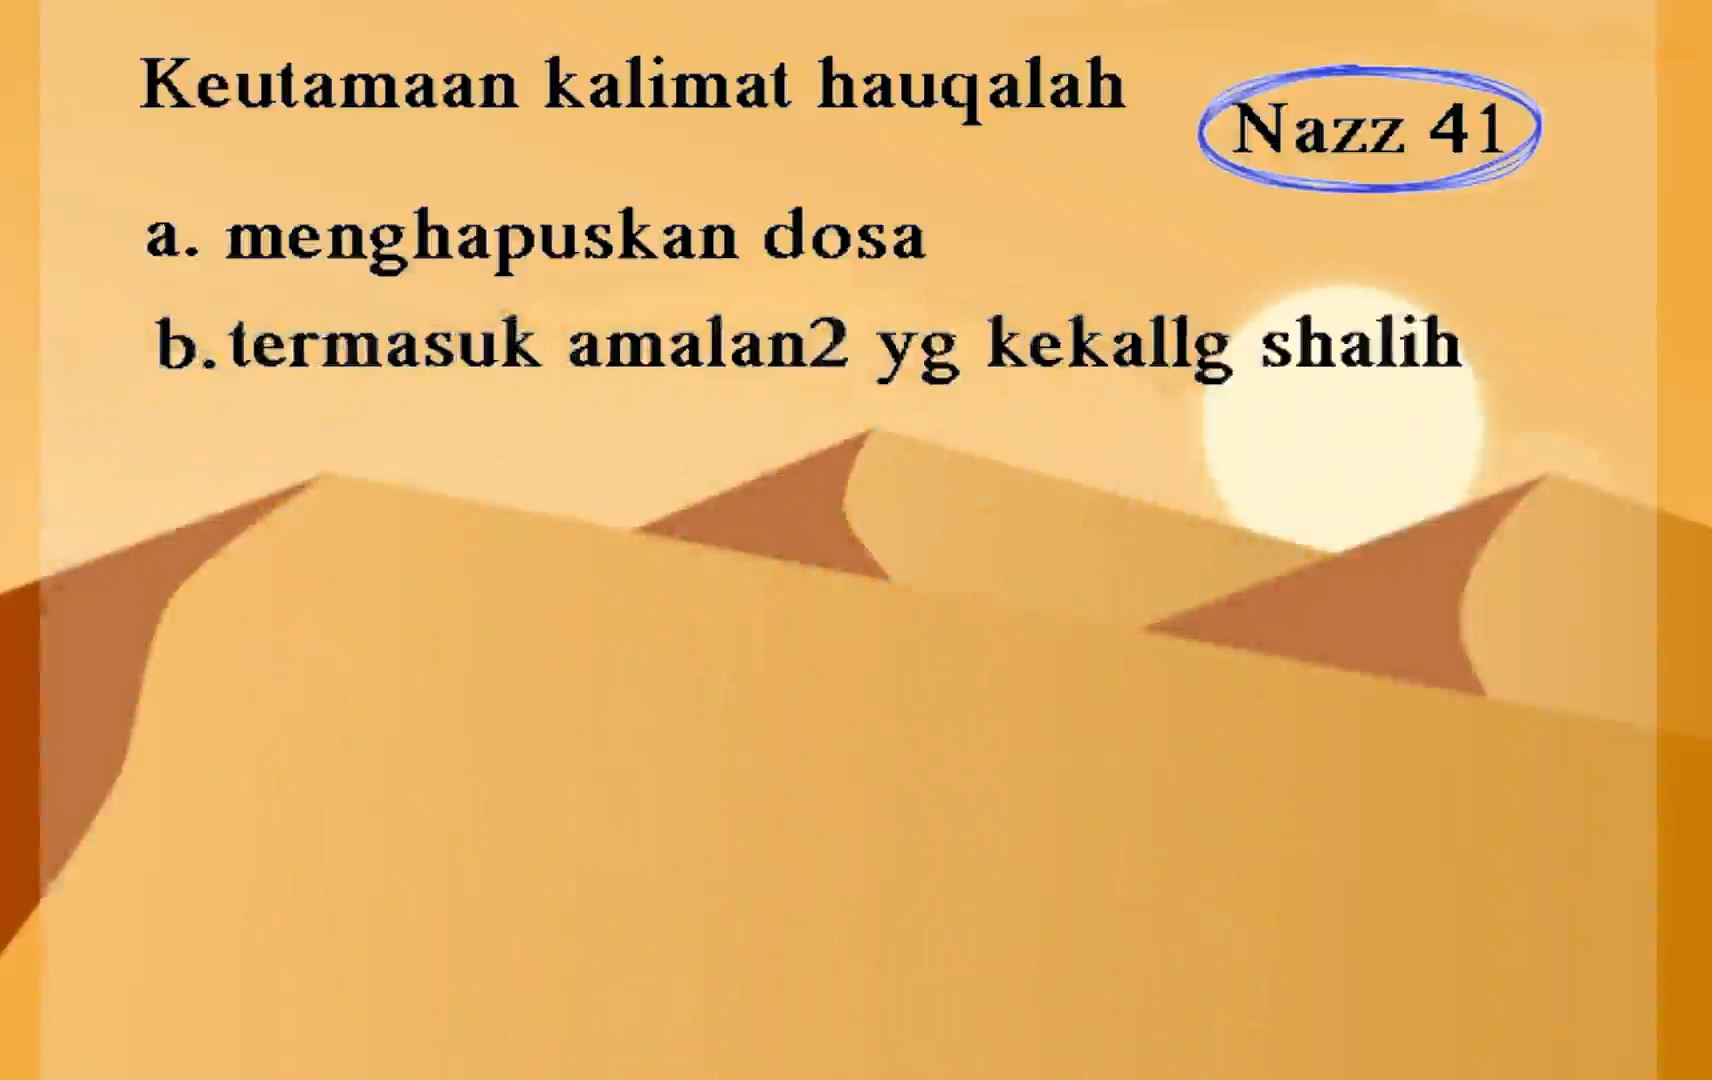 Keutamaan kalimat hauqalah
Nazz 41
a. menghapuskan dosa
b. termasuk amalan2 yg kekallg shalih